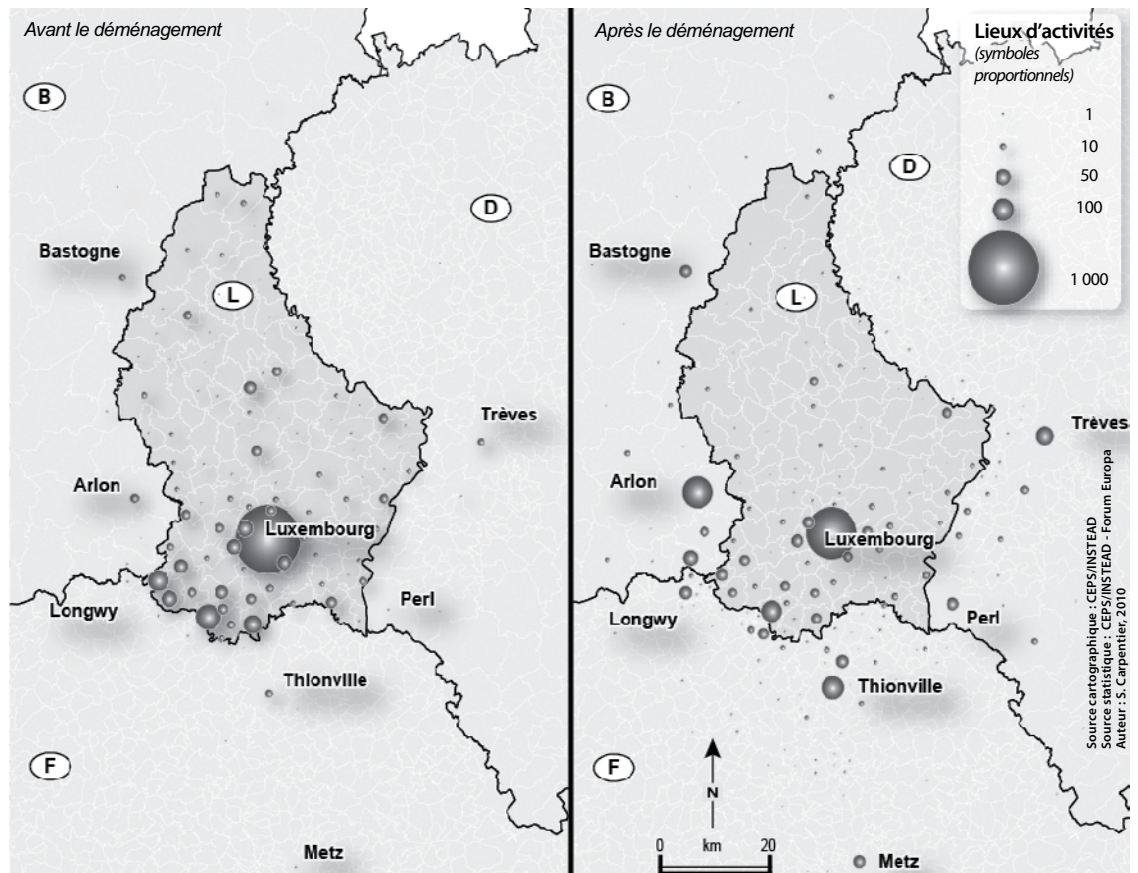 Avant le déménagement
B
D
Bastogne
L
Trèves
Arlon
Luxembourg
Longwy
Perl
Thionville
F
Metz
Après le déménagement
Lieux d'activités
(symboles
proportionnels)
1
10
50
100
1 000
B
D
Bastogne
L
Trèves
Arlon
Luxembourg
Longwy
Perl
Thionville
F
N
0 km 20
Metz
Source cartographique : CEPS/INSTEAD
Source statistique : CEPS/INSTEAD - Forum Europa
Auteur : S. Carpentier, 2010